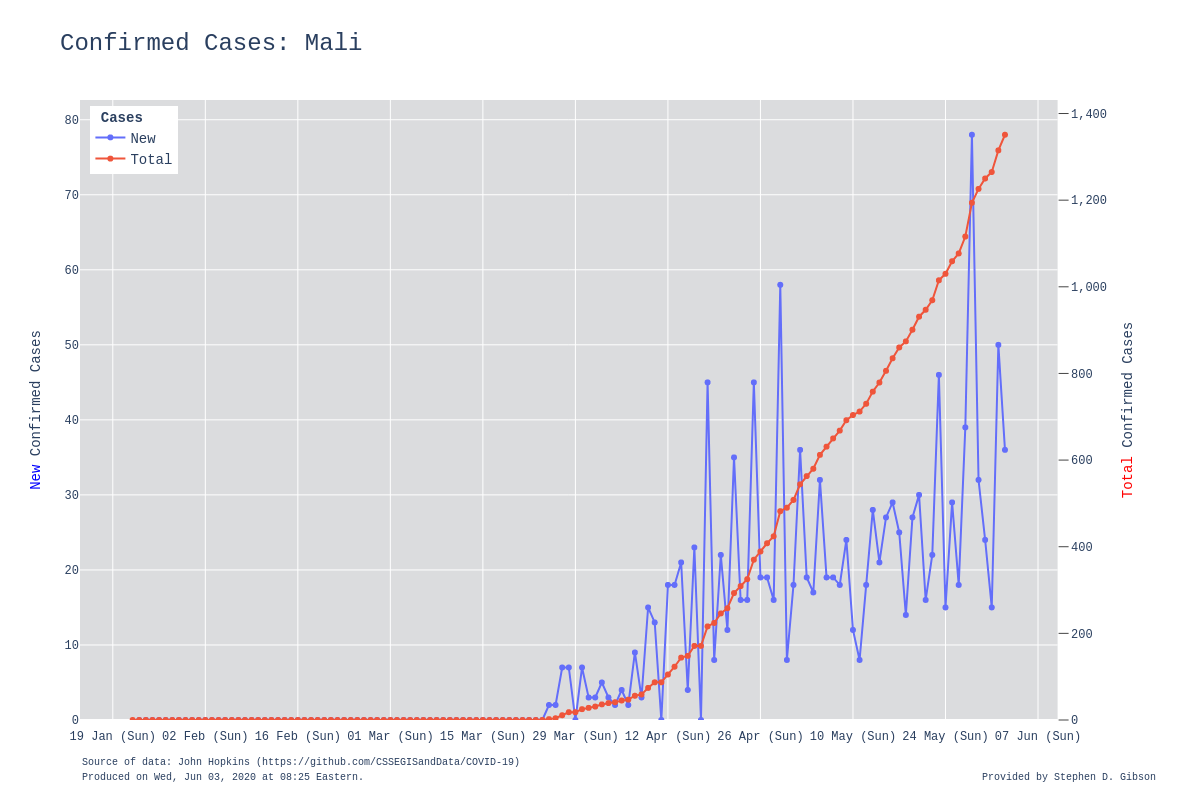 Confirmed Cases: Mali
Cases
New
Total
80
70
60
50
40
30
20
10
0
1,400
1,200
1,000
800
600
400
200
0
New Confirmed Cases
Total Confirmed Cases
19 Jan (Sun) 02 Feb (Sun) 16 Feb (Sun) 01 Mar (Sun) 15 Mar (Sun) 29 Mar (Sun) 12 Apr (Sun) 26 Apr (Sun) 10 May (Sun) 24 May (Sun) 07 Jun (Sun)
Source of data: John Hopkins (https://github.com/CSSEGISandData/COVID-19)
Produced on Wed, Jun 03, 2020 at 08:25 Eastern.
Provided by Stephen D. Gibson